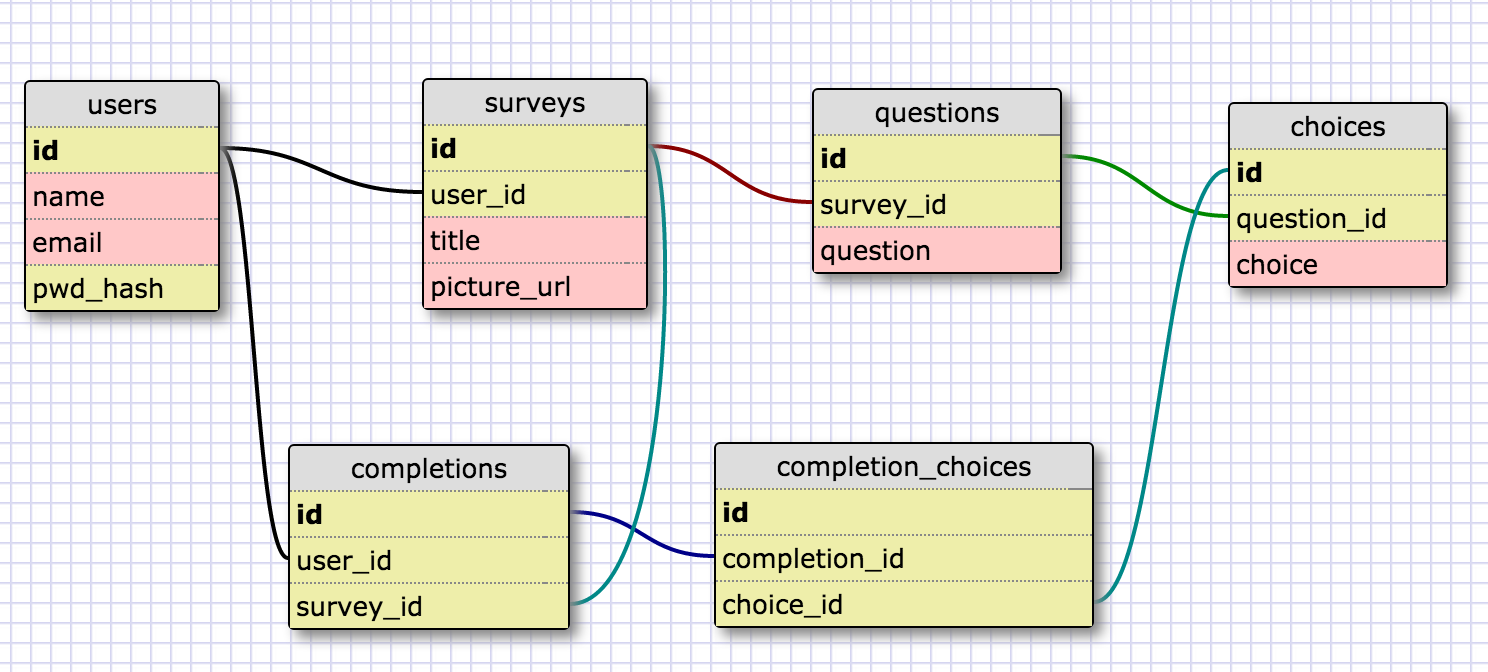 users
id
name
email
pwd_hash
surveys
id
user_id
title
picture_url
questions
id
survey_id
question
choices
id
question_id
choice
completions
id
user_id
survey_id
completion_choices
id
completion_id
choice_id